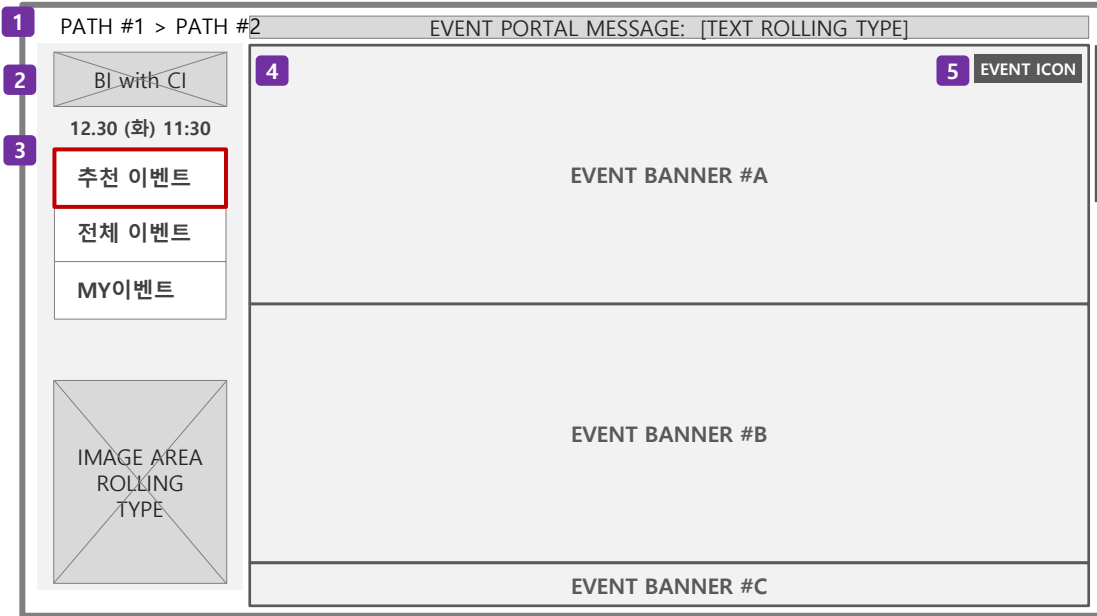 1
PATH #1 > PATH #2
EVENT PORTAL MESSAGE: [TEXT ROLLING TYPE]
2
BI with CI
12.30 (화) 11:30
3
추천 이벤트
전체 이벤트
MY이벤트
IMAGE AREA
ROLLING
TYPE
4
5
EVENT ICON
EVENT BANNER #A
EVENT BANNER #B
EVENT BANNER #C